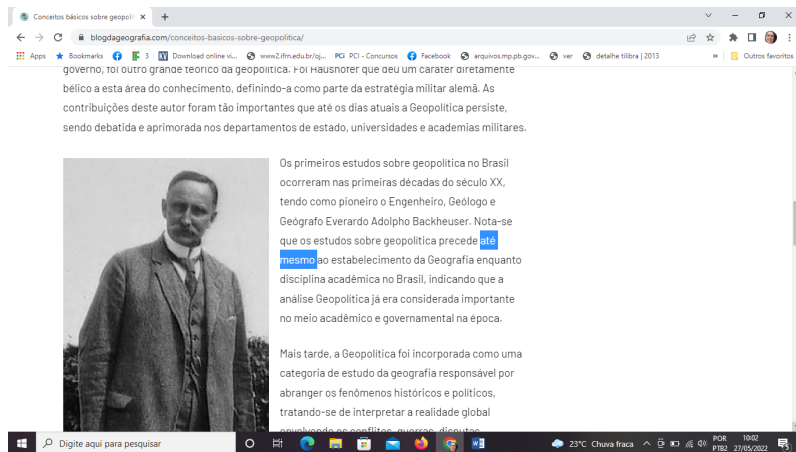 Conceitos básicos sobre geopolí
blogdageografia.com/conceitos-basicos-sobre-geopolitica/
Apps Bookmarks 3 Download online vi... www2.ifrn.edu.br/oj... PCI - Concursos Facebook arquivos.mp.pb.gov... ver detalhe tilibra | 2013 » Outros favoritos
governo, foi outro grande teórico da geopolítica. Foi Haushofer que deu um caráter diretamente
bélico a esta área do conhecimento, definindo-a como parte da estratégia militar alemã. As
contribuições deste autor foram tão importantes que até os dias atuais a Geopolítica persiste,
sendo debatida e aprimorada nos departamentos de estado, universidades e academias militares.
Os primeiros estudos sobre geopolítica no Brasil
ocorreram nas primeiras décadas do século XX,
tendo como pioneiro o Engenheiro, Geólogo e
Geógrafo Everardo Adolpho Backheuser. Nota-se
que os estudos sobre geopolítica precede até
mesmo ao estabelecimento da Geografia enquanto
disciplina acadêmica no Brasil, indicando que a
análise Geopolítica já era considerada importante
no meio acadêmico e governamental na época.
Mais tarde, a Geopolítica foi incorporada como uma
categoria de estudo da geografia responsável por
abranger os fenômenos históricos e políticos,
tratando-se de interpretar a realidade global
envolvendo os conflitos, guerras, disputas
Digite aqui para pesquisar
23°C Chuva fraca
POR 10:02
PTB2 27/05/2022